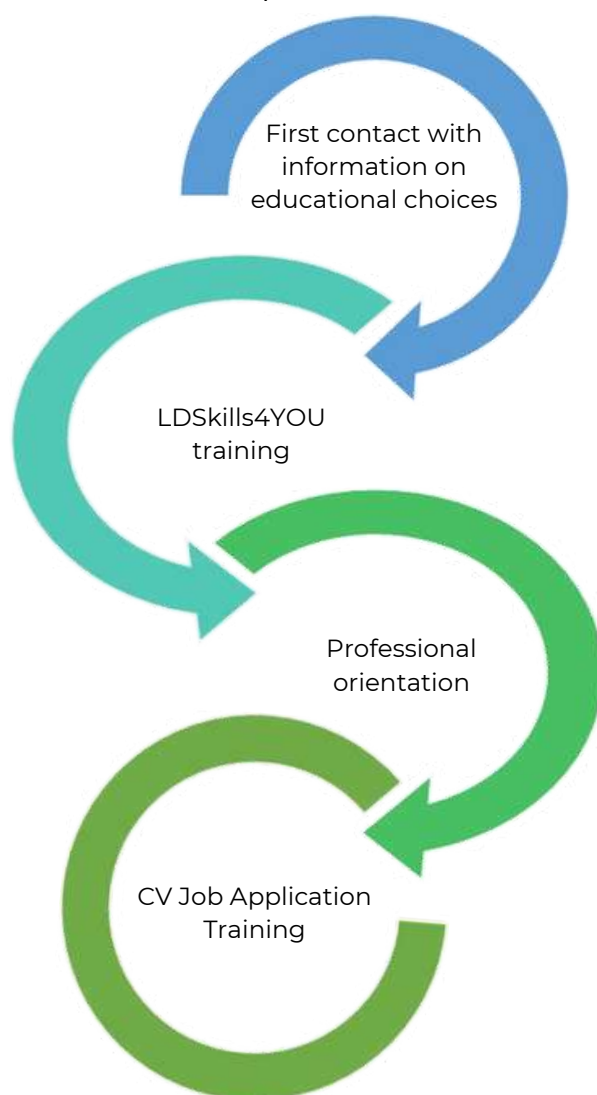 First contact with
information on
educational choices
LDSkills4YOU
training
Professional
orientation
CV Job Application
Training